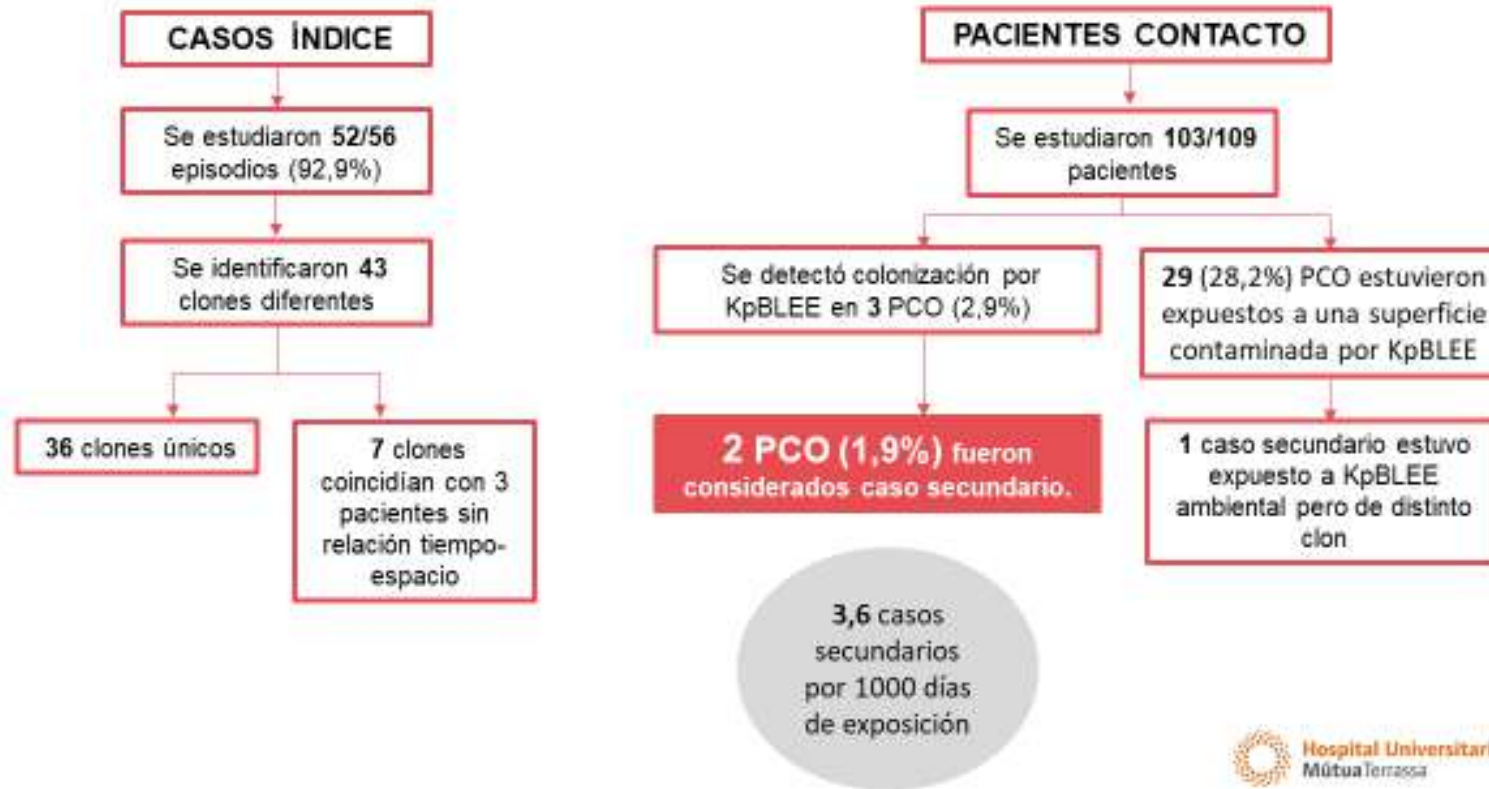 CASOS ÍNDICE
Se estudiaron 52/56
episodios (92,9%)
Se identificaron 43
clones diferentes
36 clones únicos
7 clones
coincidían con 3
pacientes sin
relación tiempo-
espacio
PACIENTES CONTACTO
Se estudiaron 103/109
pacientes
Se detectó colonización por
KpBLEE en 3 PCO (2,9%)
29 (28,2%) PCO estuvieron
expuestos a una superficie
contaminada por KpBLEE
2 PCO (1,9%) fueron
considerados caso secundario.
1 caso secundario estuvo
expuesto a KpBLEE
ambiental pero de distinto
clon
3,6 casos
secundarios
por 1000 días
de exposición
Hospital Universitari
MútuaTerrassa